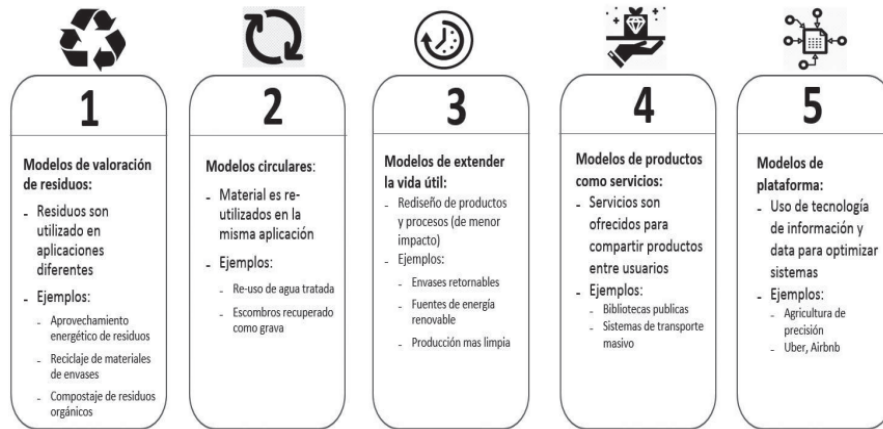 1
Modelos de valoración
de residuos:
- Residuos son
utilizado en
aplicaciones
diferentes
- Ejemplos:
- Aprovechamiento
energético de residuos
- Reciclaje de materiales
de envases
- Compostaje de residuos
orgánicos
2
Modelos circulares:
- Material es re-
utilizados en la
misma aplicación
- Ejemplos:
- Re-uso de agua tratada
- Escombros recuperado
como grava
3
Modelos de extender
la vida útil:
- Rediseño de productos
y procesos (de menor
impacto)
- Ejemplos:
- Envases retornables
- Fuentes de energía
renovable
- Producción mas limpia
4
Modelos de productos
como servicios:
- Servicios son
ofrecidos para
compartir productos
entre usuarios
- Ejemplos:
- Bibliotecas publicas
- Sistemas de transporte
masivo
5
Modelos de
plataforma:
- Uso de tecnología
de información y
data para optimizar
sistemas
- Ejemplos:
- Agricultura de
precisión
- Uber, Airbnb